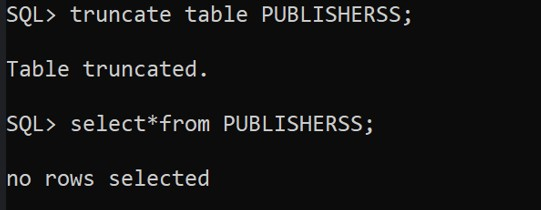 SQL> truncate table PUBLISHERSS;
Table truncated.
SQL> select*from PUBLISHERSS;
no rows selected